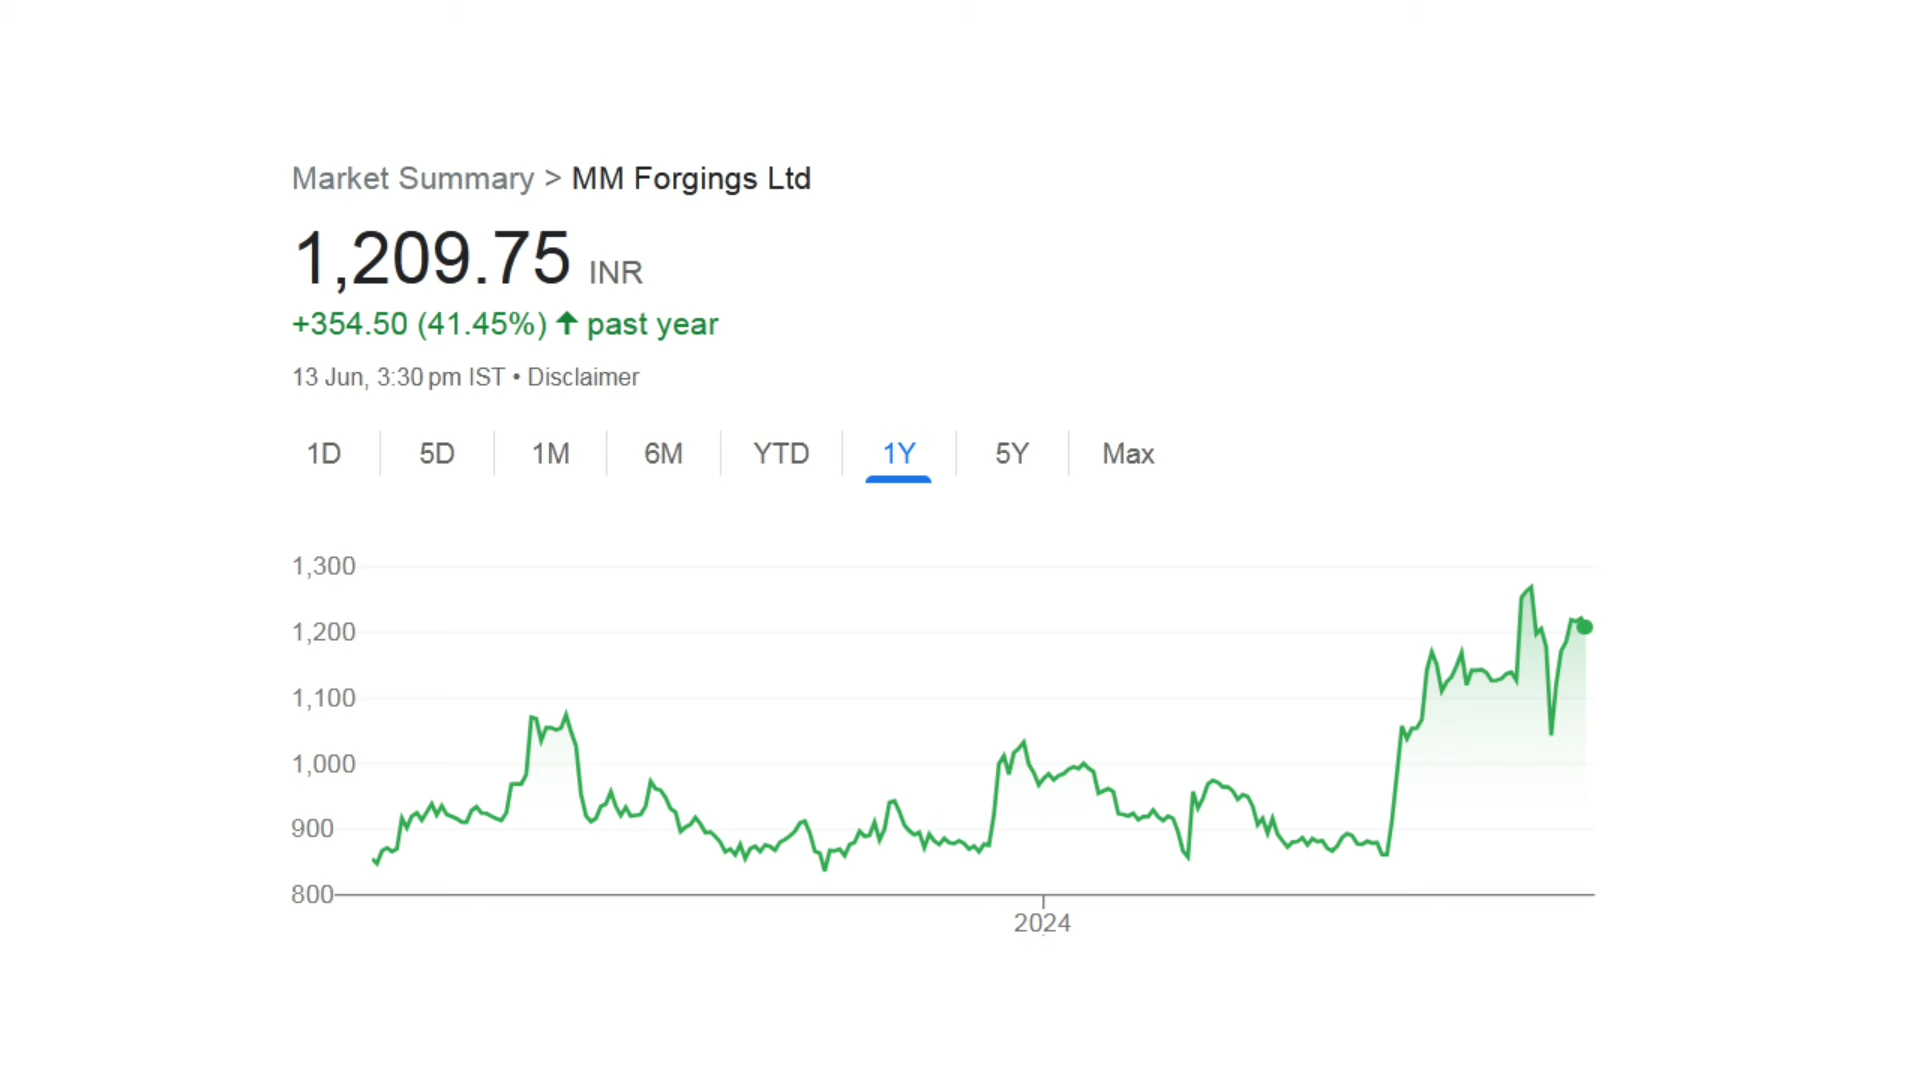 Market Summary > MM Forgings Ltd
1,209.75 INR
+354.50 (41.45%) ↑ past year
13 Jun, 3:30 pm IST • Disclaimer
1D 5D 1M 6M YTD 1Y 5Y Max
1,300
1,200
1,100
1,000
900
800
2024